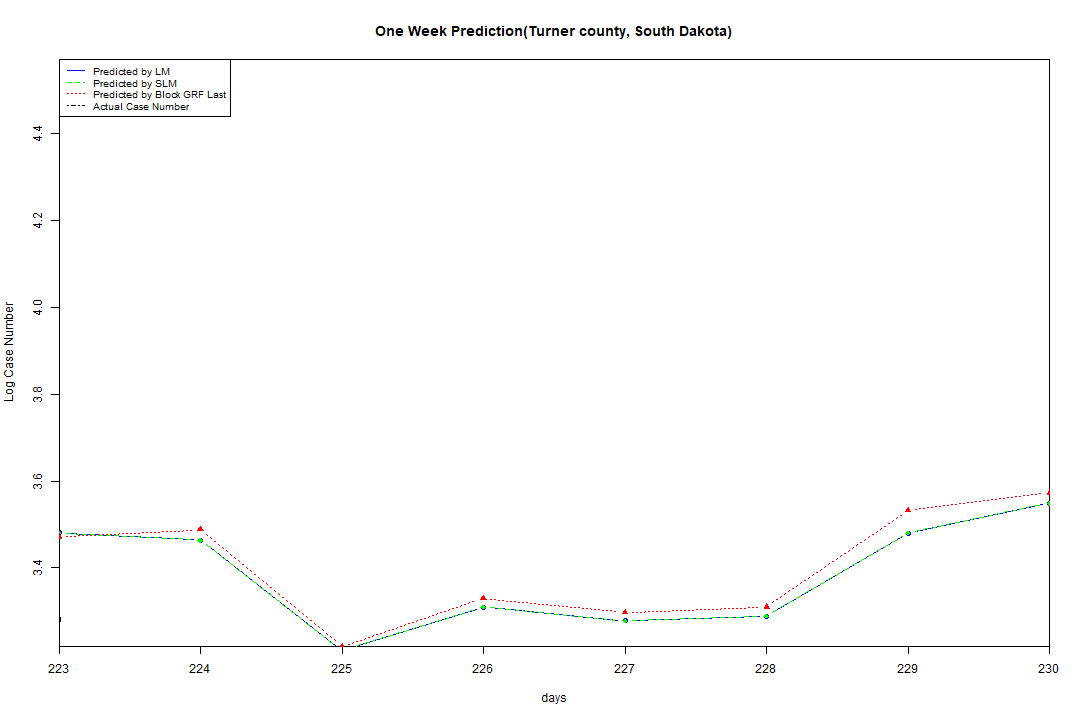 One Week Prediction(Turner county, South Dakota)
Predicted by LM
Predicted by SLM
Predicted by Block GRF Last
Actual Case Number
4.4
4.2
4.0
3.8
3.6
3.4
Log Case Number
223 224 225 226 227 228 229 230
days